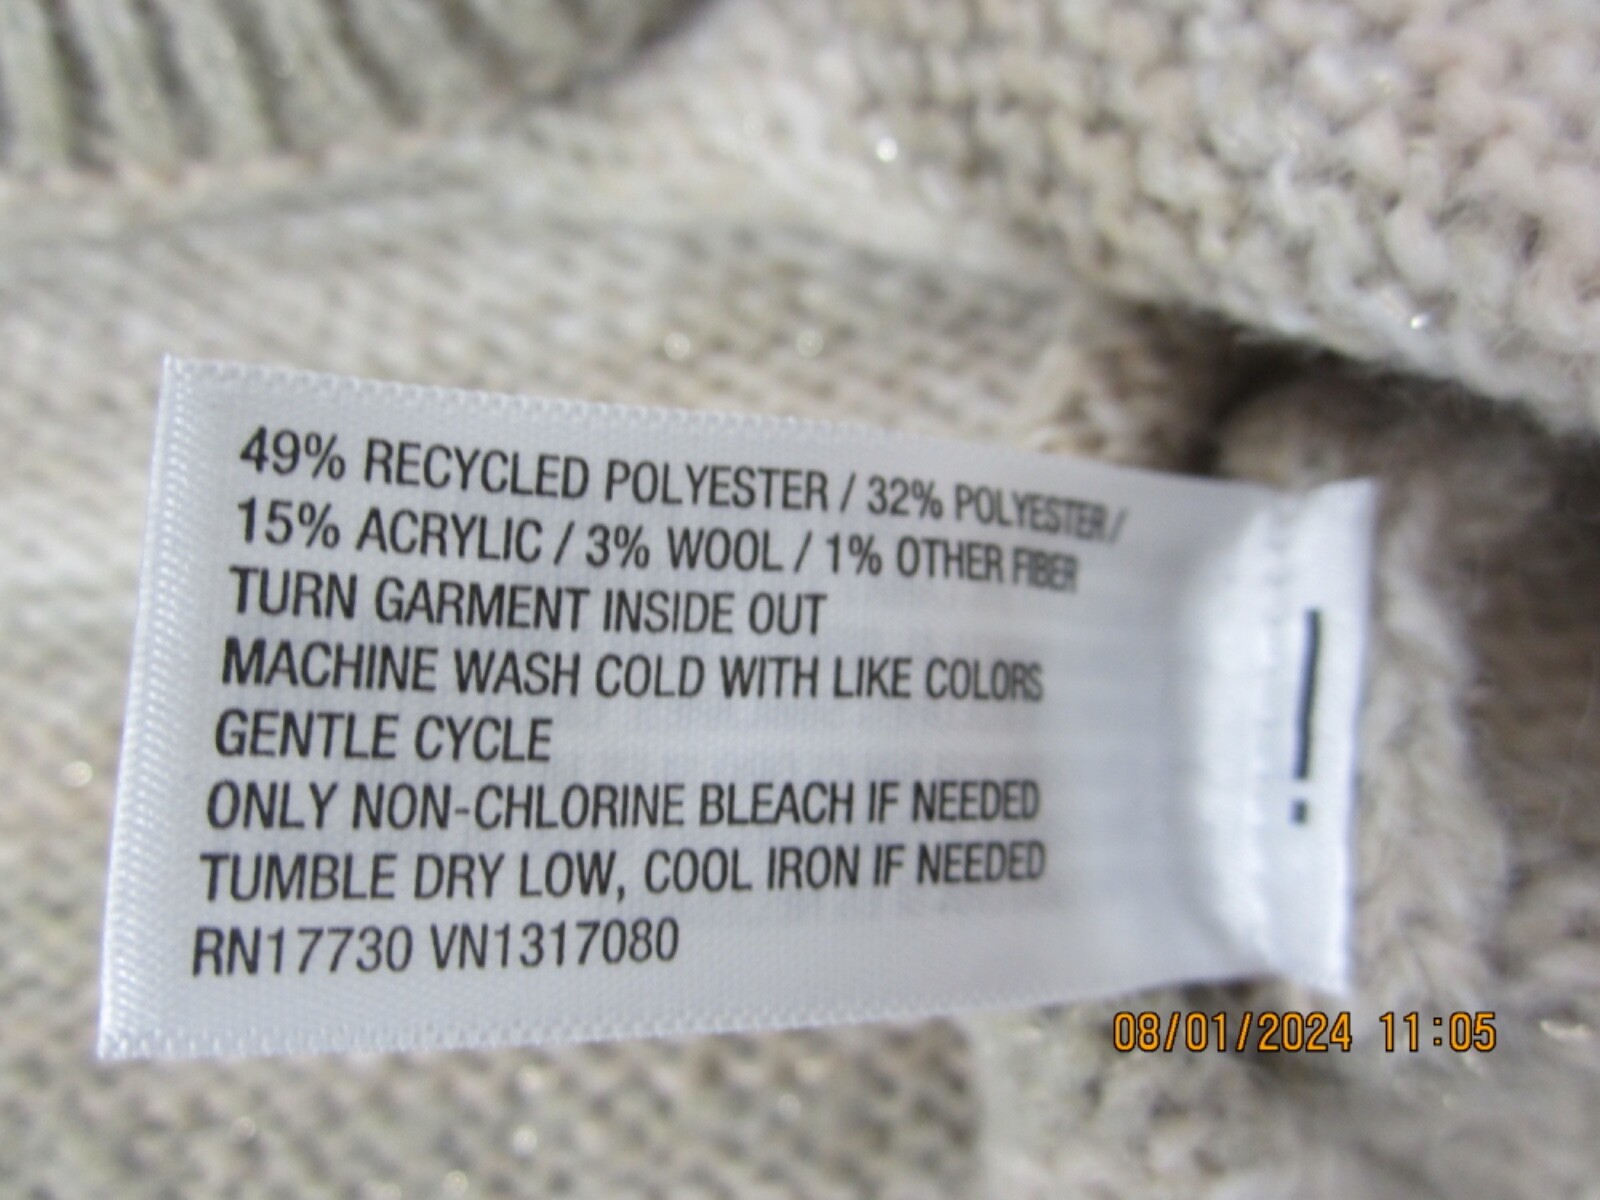 49% RECYCLED POLYESTER / 32% POLYESTER /
15% ACRYLIC / 3% WOOL / 1% OTHER FIBER
TURN GARMENT INSIDE OUT
MACHINE WASH COLD WITH LIKE COLORS
GENTLE CYCLE
ONLY NON-CHLORINE BLEACH IF NEEDED
TUMBLE DRY LOW, COOL IRON IF NEEDED
RN17730 VN1317080
08/01/2024 11:05